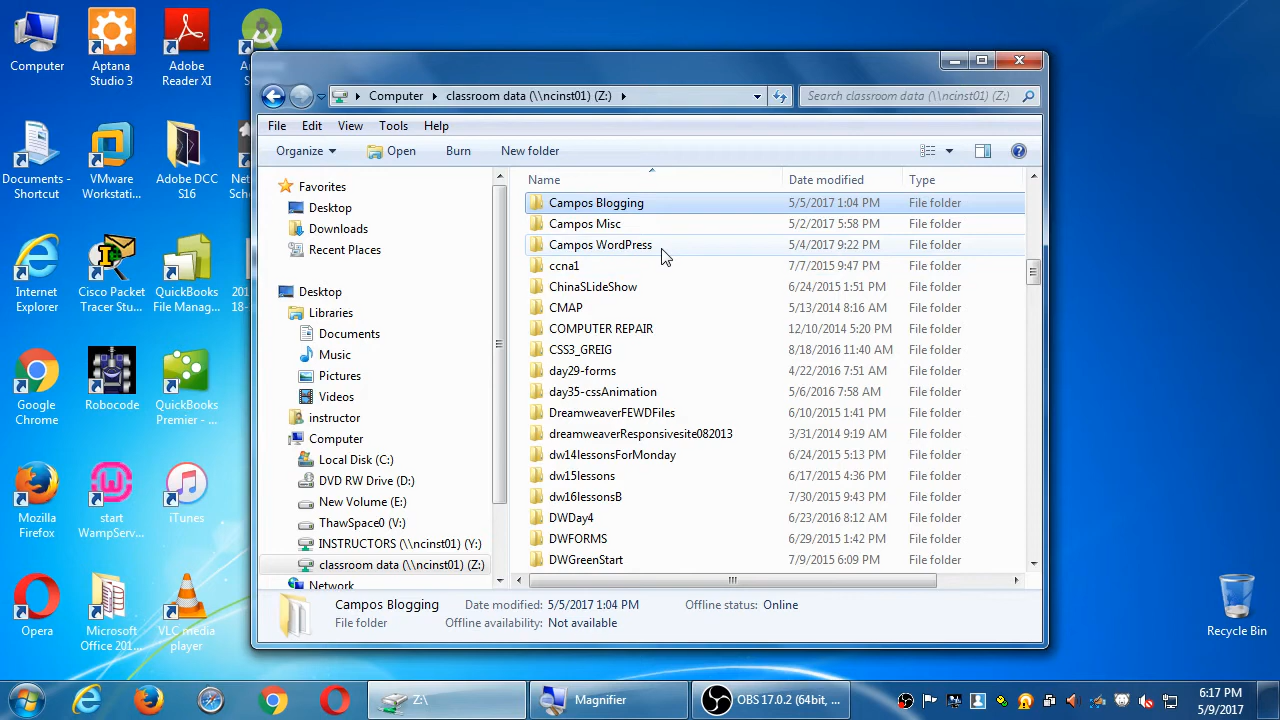 Computer
Aptana
Studio 3
Adobe
Reader XI
Documents -
Shortcut
VMware
Workstati...
Adobe DCC
S16
Internet
Explorer
Cisco Packet
Tracer Stu...
QuickBooks
File Manag...
Google
Chrome
Robocode
QuickBooks
Premier - ...
Mozilla
Firefox
start
WampServ...
iTunes
Opera
Microsoft
Office 201...
VLC media
player
Recycle Bin
Computer classroom data (\\ncinst01) (Z:)
Search classroom data (\\ncinst01) (Z:)
File Edit View Tools Help
Organize Open Burn New folder
Favorites
Desktop
Downloads
Recent Places
Desktop
Libraries
Documents
Music
Pictures
Videos
instructor
Computer
Local Disk (C:)
DVD RW Drive (D:)
New Volume (E:)
ThawSpace0 (V:)
INSTRUCTORS (\\ncinst01) (Y:)
classroom data (\\ncinst01) (Z:)
Network
Name Date modified Type
Campos Blogging 5/5/2017 1:04 PM File folder
Campos Misc 5/2/2017 5:58 PM File folder
Campos WordPress 5/4/2017 9:22 PM File folder
ccna1 7/7/2015 9:47 PM File folder
ChinaSLideShow 6/24/2015 1:51 PM File folder
CMAP 5/13/2014 8:16 AM File folder
COMPUTER REPAIR 12/10/2014 5:20 PM File folder
CSS3_GREIG 8/18/2016 11:40 AM File folder
day29-forms 4/22/2016 7:51 AM File folder
day35-cssAnimation 5/6/2016 7:58 AM File folder
DreamweaverFEWDFiles 6/10/2015 1:41 PM File folder
dreamweaverResponsivesite082013 3/31/2014 9:19 AM File folder
dw14lessonsForMonday 6/24/2015 5:13 PM File folder
dw15lessons 6/17/2015 4:36 PM File folder
dw16lessonsB 7/30/2015 9:43 PM File folder
DWDay4 6/23/2016 8:12 AM File folder
DWFORMS 6/29/2015 1:42 PM File folder
DWGreenStart 7/9/2015 6:09 PM File folder
Campos Blogging Date modified: 5/5/2017 1:04 PM Offline status: Online
File folder Offline availability: Not available
Z:\
Magnifier
OBS 17.0.2 (64bit, ...
6:17 PM
5/9/2017